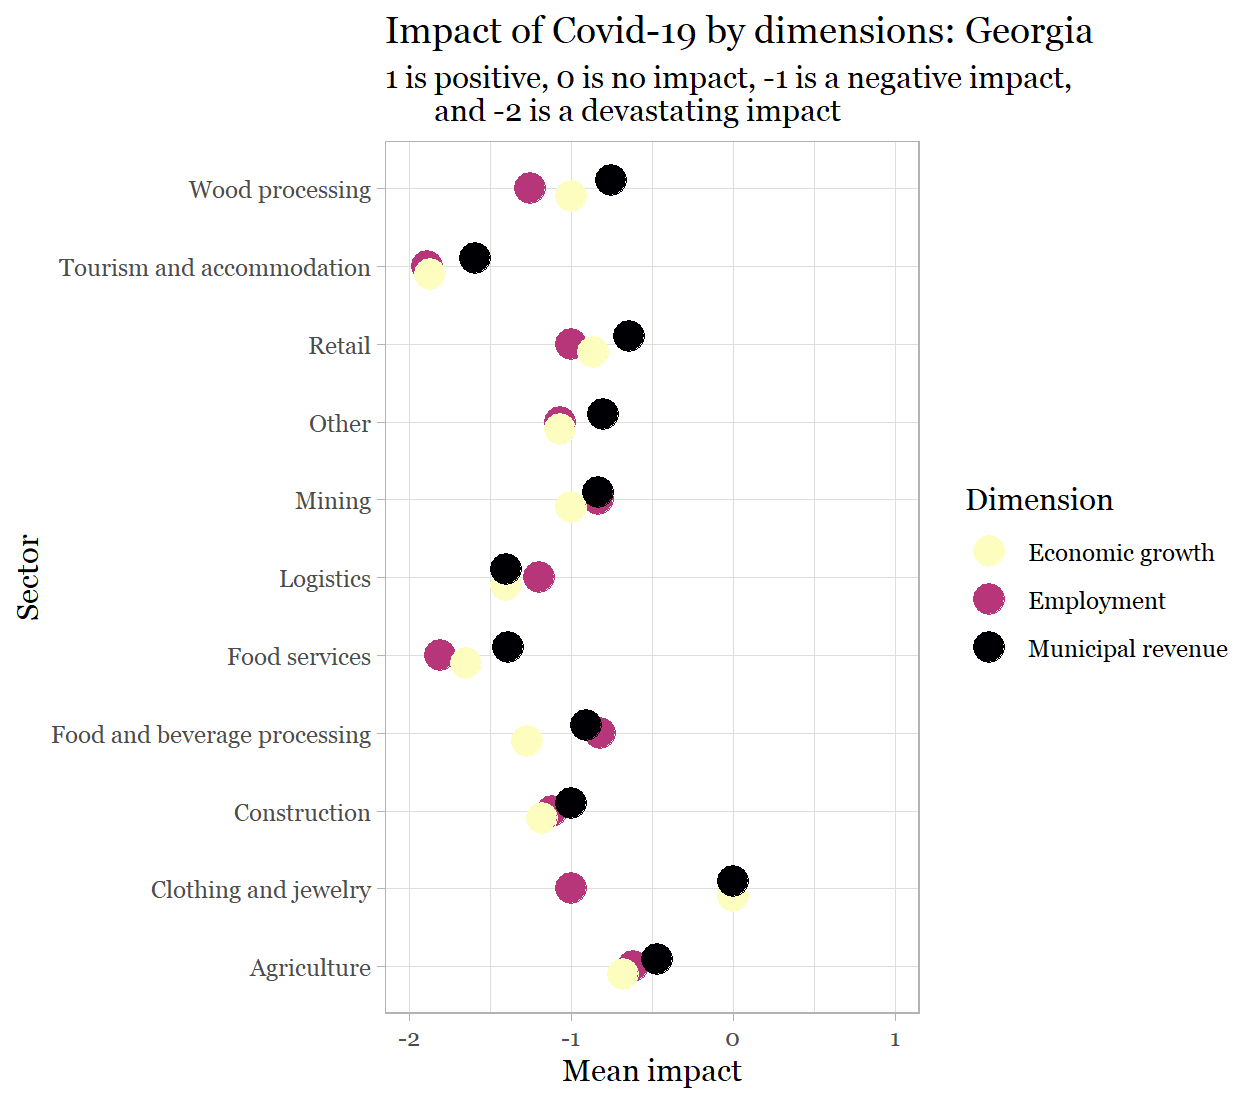 Impact of Covid-19 by dimensions: Georgia
1 is positive, 0 is no impact, -1 is a negative impact,
and -2 is a devastating impact
Wood processing
Tourism and accommodation
Retail
Other
Mining
Logistics
Food services
Food and beverage processing
Construction
Clothing and jewelry
Agriculture
Sector
-2
-1
0
1
Mean impact
Dimension
Economic growth
Employment
Municipal revenue